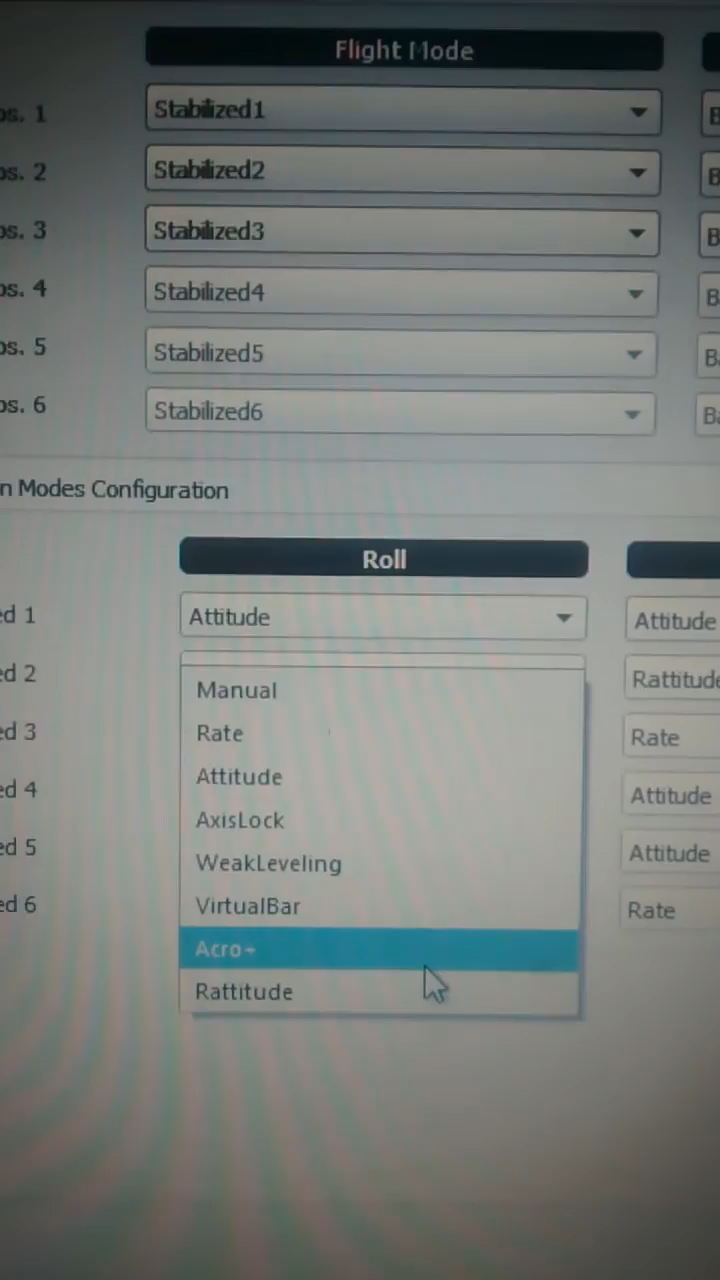 Flight Mode
os. 1 Stabilized1 B
os. 2 Stabilized2 B
os. 3 Stabilized3 B
os. 4 Stabilized4 B
os. 5 Stabilized5 Ba
os. 6 Stabilized6 Ba
n Modes Configuration
Roll
ed 1 Attitude Attitude
ed 2 Rattitude
Manual
ed 3 Rate Rate
Attitude
ed 4 Attitude
AxisLock
ed 5 WeakLeveling Attitude
ed 6 VirtualBar Rate
Acro+
Rattitude